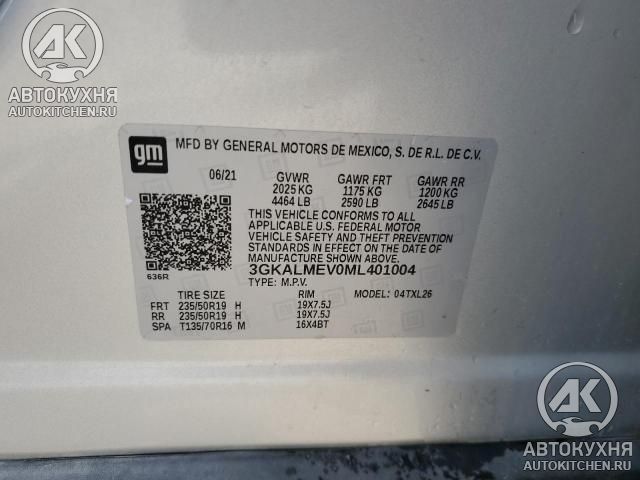 AK
АВТОКУХНЯ
AUTOKITCHEN.RU
gm
MFD BY GENERAL MOTORS DE MEXICO, S. DE R.L. DE C.V.
06/21 GVWR GAWR FRT GAWR RR
2025 KG 1175 KG 1200 KG
4464 LB 2590 LB 2645 LB
THIS VEHICLE CONFORMS TO ALL
APPLICABLE U.S. FEDERAL MOTOR
VEHICLE SAFETY AND THEFT PREVENTION
STANDARDS IN EFFECT ON THE DATE OF
MANUFACTURE SHOWN ABOVE.
636R
3GKALMEV0ML401004
TYPE: M.P.V.
TIRE SIZE RIM MODEL: 04TXL26
FRT 235/50R19 H 19X7.5J
RR 235/50R19 H 19X7.5J
SPA T135/70R16 M 16X4BT
AK
АВТОКУХНЯ
AUTOKITCHEN.RU